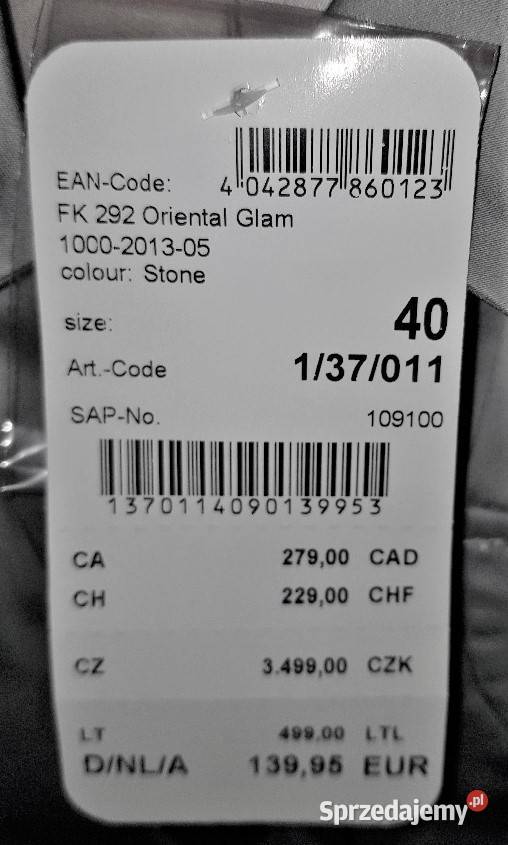 EAN-Code: 4 042877 860123
FK 292 Oriental Glam
1000-2013-05
colour: Stone
size: 40
Art.-Code 1/37/011
SAP-No. 109100
1370114090139953
CA 279,00 CAD
CH 229,00 CHF
CZ 3.499,00 CZK
LT 499,00 LTL
D/NL/A 139,95 EUR
Sprzedajemy.pl